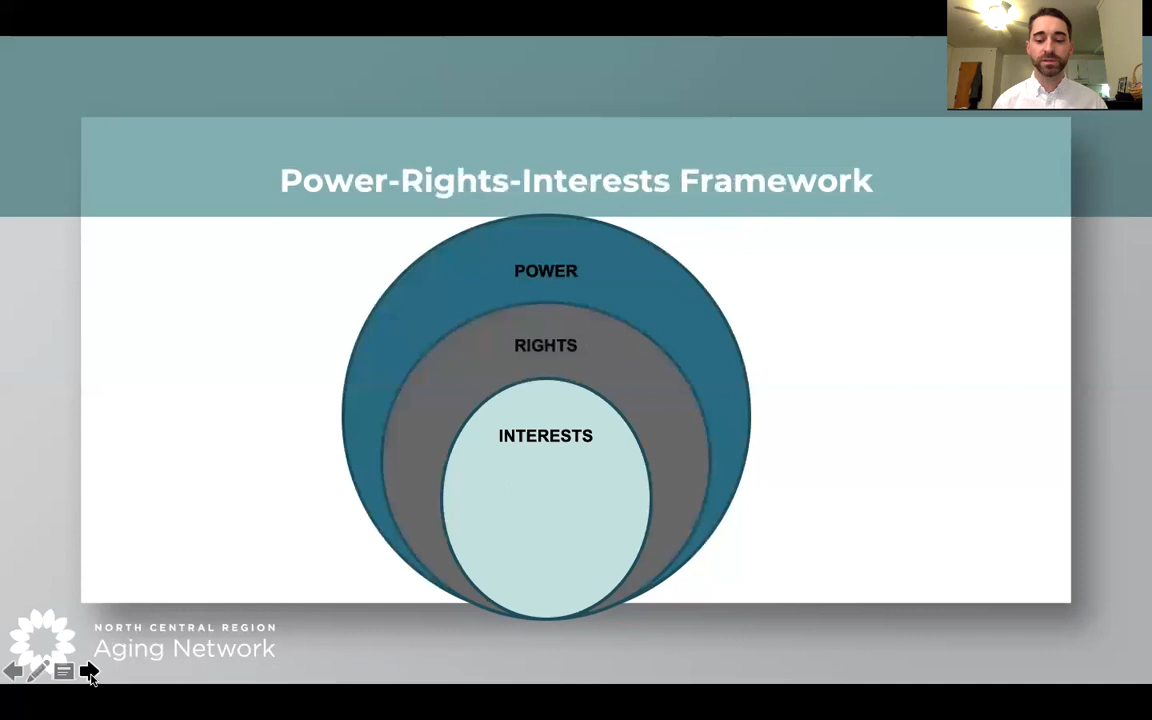 Power-Rights-Interests Framework
POWER
RIGHTS
INTERESTS
NORTH CENTRAL REGION
Aging Network